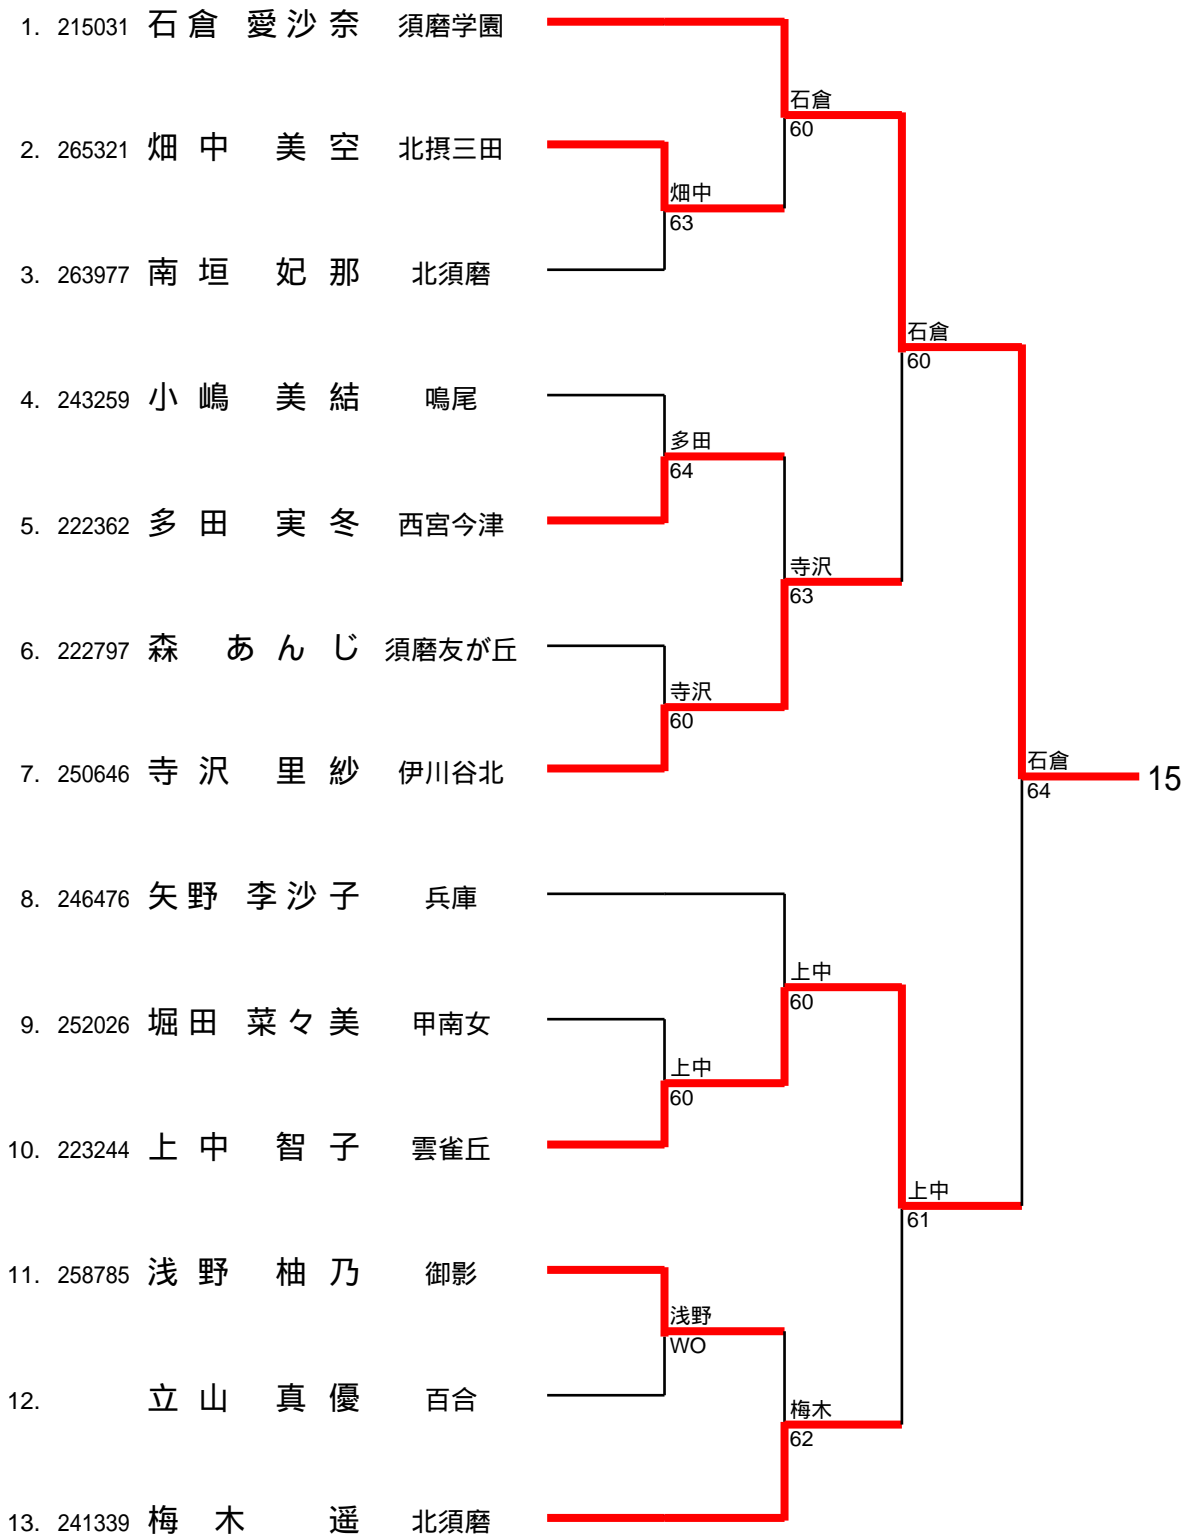 1. 215031 石倉 愛沙奈 須磨学園
石倉
60
2. 265321 畑中 美空 北摂三田
畑中
63
3. 263977 南垣 妃那 北須磨
石倉
60
4. 243259 小嶋 美結 鳴尾
多田
64
5. 222362 多田 実冬 西宮今津
寺沢
63
6. 222797 森 あんじ 須磨友が丘
寺沢
60
7. 250646 寺沢 里紗 伊川谷北
石倉
64
15
8. 246476 矢野 李沙子 兵庫
上中
60
9. 252026 堀田 菜々美 甲南女
上中
60
10. 223244 上中 智子 雲雀丘
上中
61
11. 258785 浅野 柚乃 御影
浅野
WO
12. 立山 真優 百合
梅木
62
13. 241339 梅木 遥 北須磨